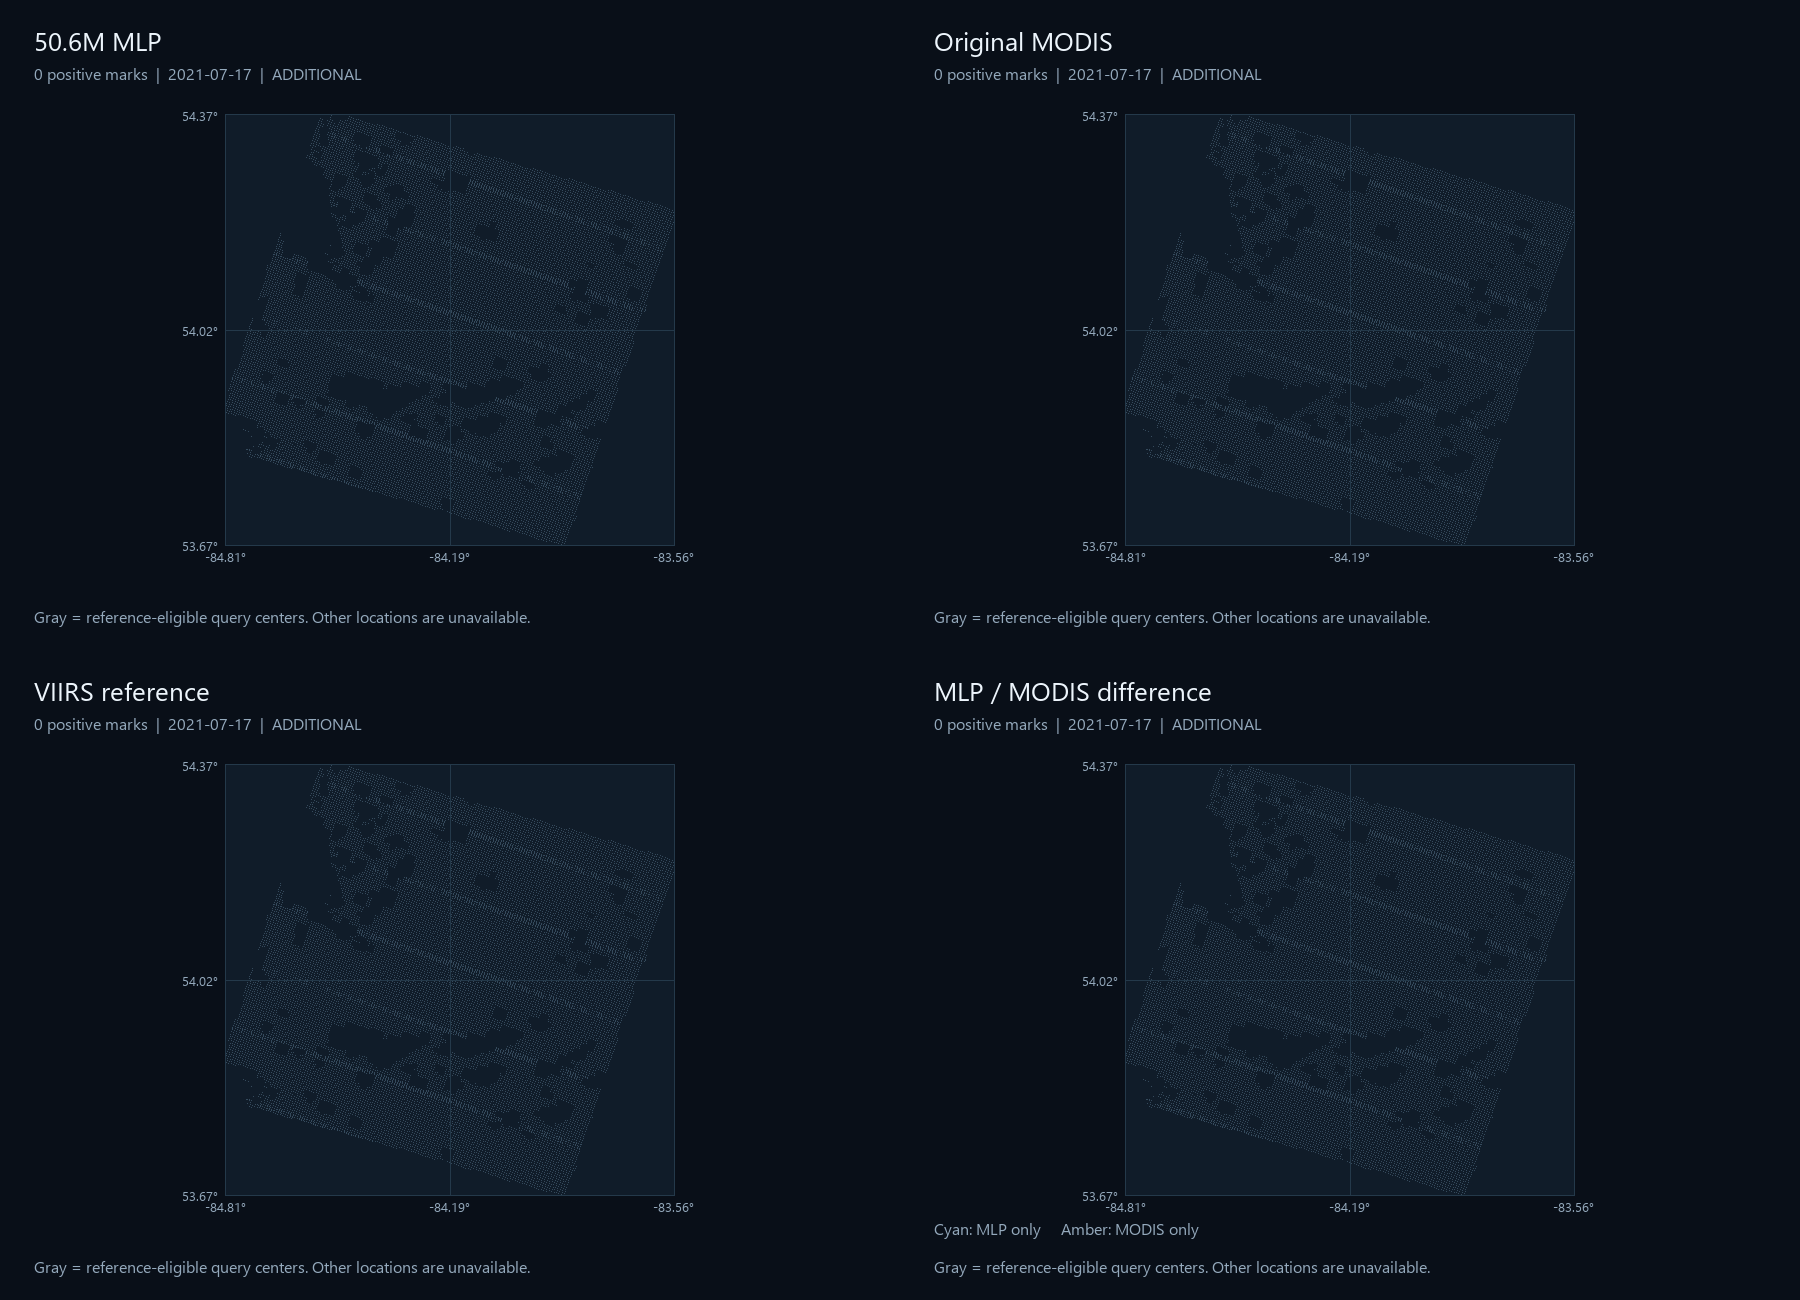 50.6M MLP
0 positive marks | 2021-07-17 | ADDITIONAL
54.37°
54.02°
53.67°
-84.81°
-84.19°
-83.56°
Gray = reference-eligible query centers. Other locations are unavailable.
Original MODIS
0 positive marks | 2021-07-17 | ADDITIONAL
54.37°
54.02°
53.67°
-84.81°
-84.19°
-83.56°
Gray = reference-eligible query centers. Other locations are unavailable.
VIIRS reference
0 positive marks | 2021-07-17 | ADDITIONAL
54.37°
54.02°
53.67°
-84.81°
-84.19°
-83.56°
Gray = reference-eligible query centers. Other locations are unavailable.
MLP / MODIS difference
0 positive marks | 2021-07-17 | ADDITIONAL
54.37°
54.02°
53.67°
-84.81°
-84.19°
-83.56°
Cyan: MLP only Amber: MODIS only
Gray = reference-eligible query centers. Other locations are unavailable.